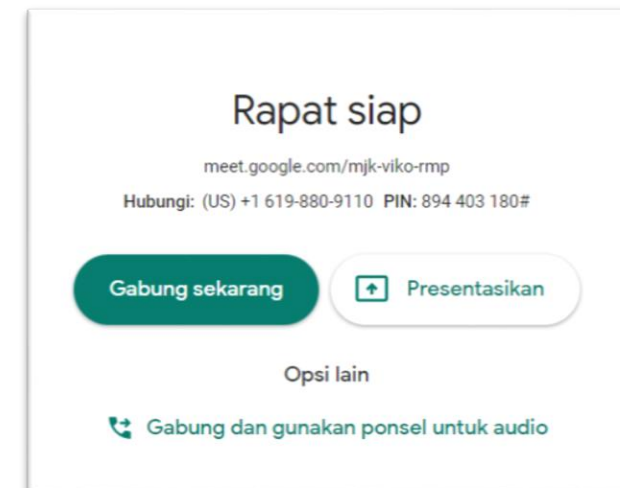 Rapat siap
meet.google.com/mjk-viko-rmp
Hubungi: (US) +1 619-880-9110 PIN: 894 403 180#
Gabung sekarang
Presentasikan
Opsi lain
Gabung dan gunakan ponsel untuk audio